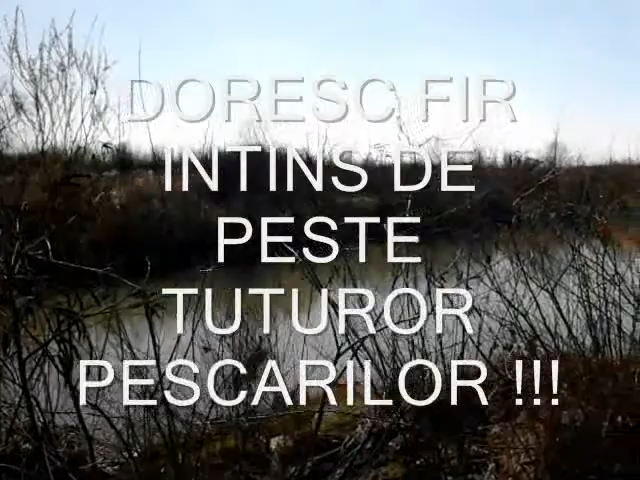 DORESC FIR
INTINS DE
PESTE
TUTUROR
PESCARILOR !!!